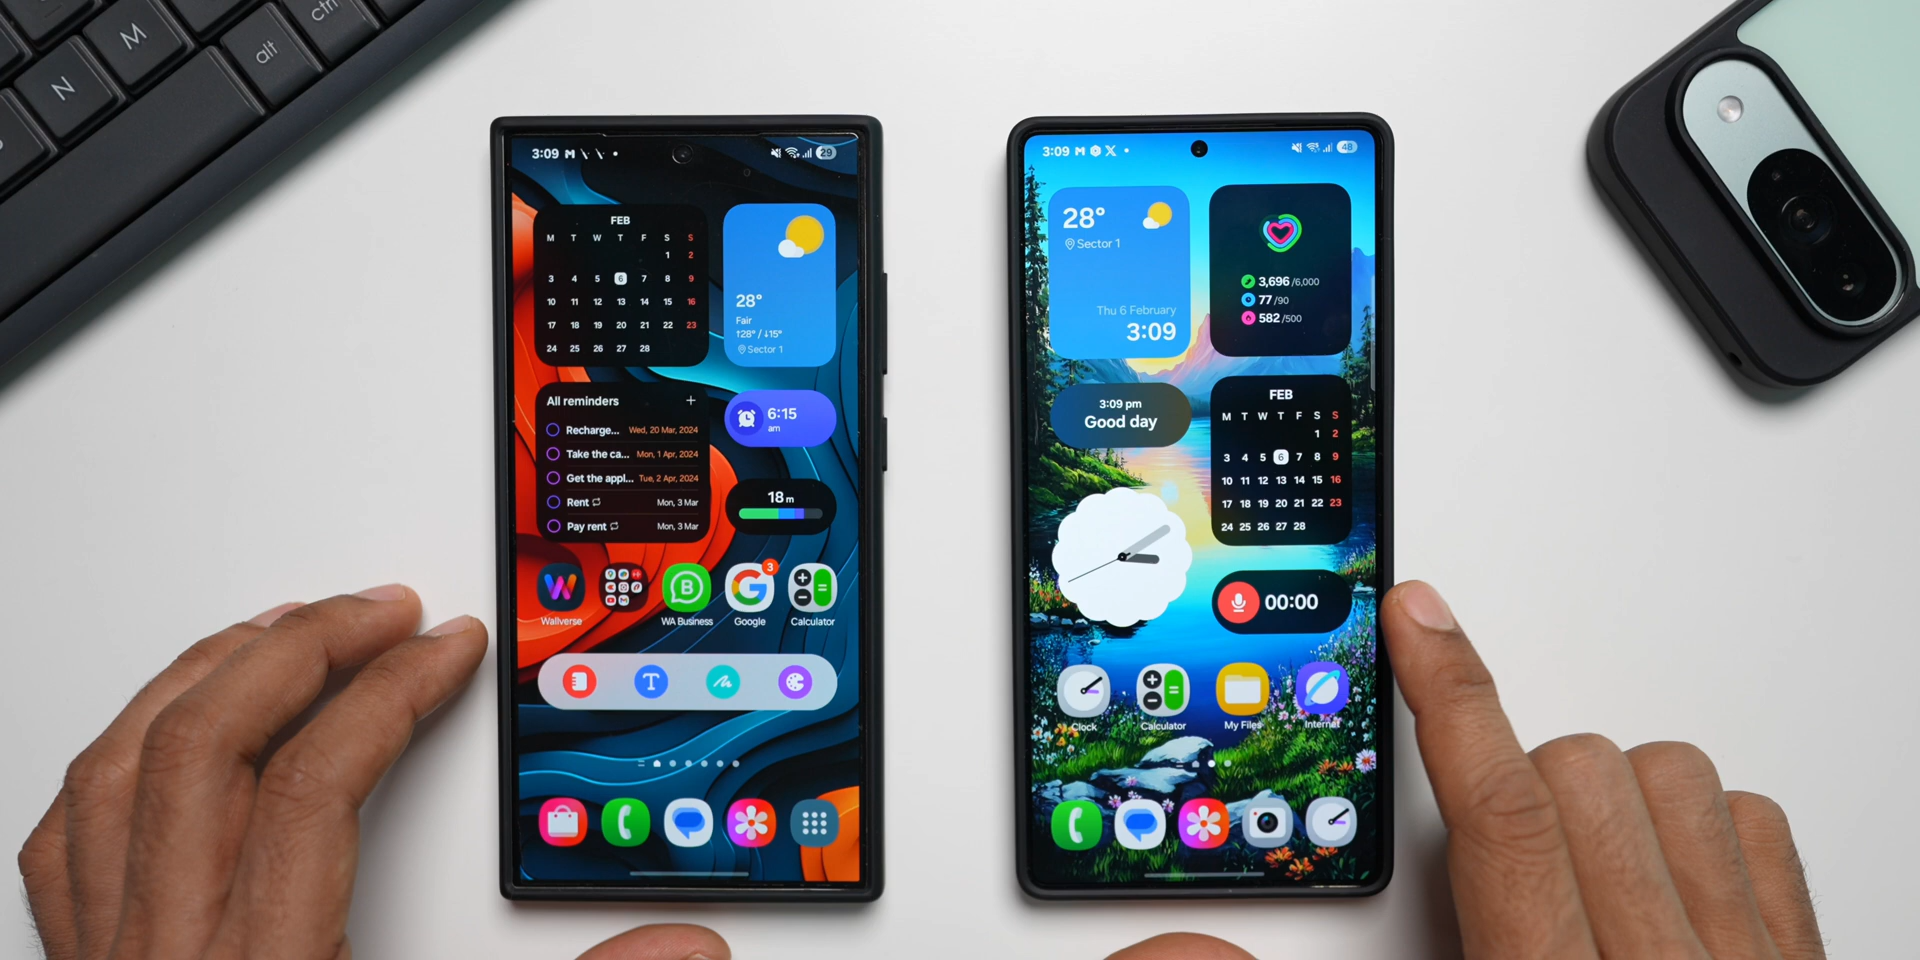 M
N
alt
ctrl
3:09
29
FEB
M T W T F S S
1 2
3 4 5 6 7 8 9
10 11 12 13 14 15 16
17 18 19 20 21 22 23
24 25 26 27 28
28°
Fair
↑28° / ↓15°
Sector 1
All reminders +
Recharge... Wed, 20 Mar, 2024
Take the ca... Mon, 1 Apr, 2024
Get the appl... Tue, 2 Apr, 2024
Rent Mon, 3 Mar
Pay rent Mon, 3 Mar
6:15
am
18 m
3
Wallverse WA Business Google Calculator
3:09
48
28°
Sector 1
Thu 6 February
3:09
3,696 /6,000
77 /90
582 /500
3:09 pm
Good day
FEB
M T W T F S S
1 2
3 4 5 6 7 8 9
10 11 12 13 14 15 16
17 18 19 20 21 22 23
24 25 26 27 28
00:00
Clock Calculator My Files Internet